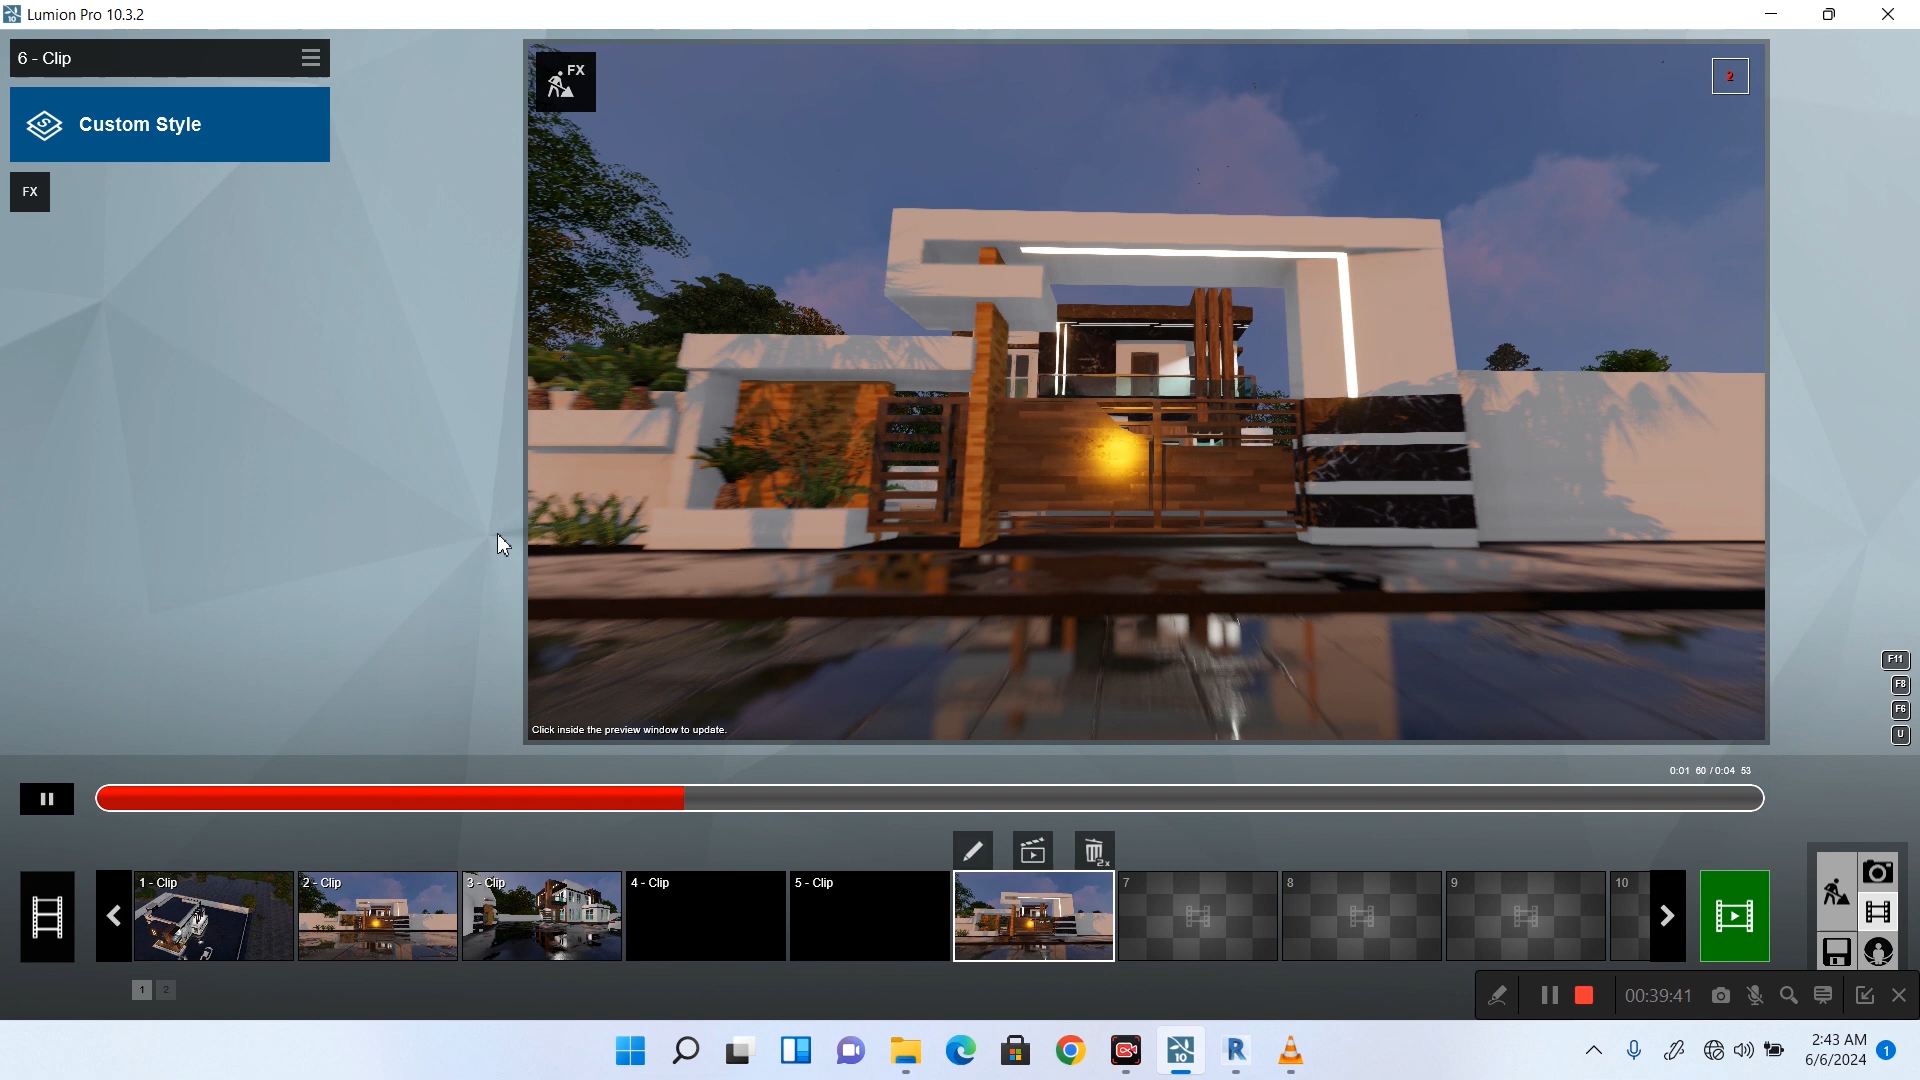 Lumion Pro 10.3.2
6 - Clip
Custom Style
FX
FX
2
Click inside the preview window to update.
F11
F8
F6
U
0:01 60 / 0:04 53
2x
1 - Clip
2 - Clip
3 - Clip
4 - Clip
5 - Clip
7
8
9
10
1
2
00:39:41
10
R
2:43 AM
6/6/2024
1